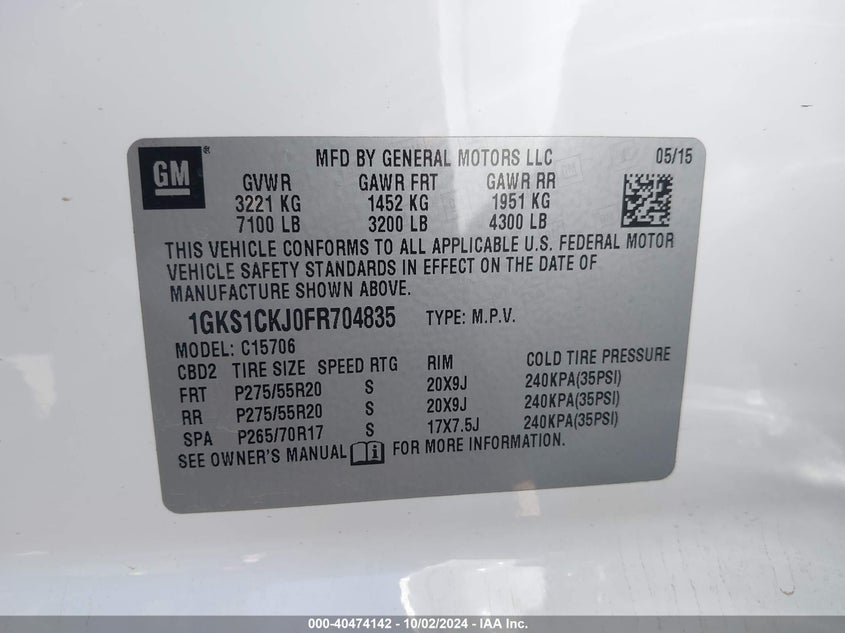 GM
MFD BY GENERAL MOTORS LLC 05/15
GVWR GAWR FRT GAWR RR
3221 KG 1452 KG 1951 KG
7100 LB 3200 LB 4300 LB
THIS VEHICLE CONFORMS TO ALL APPLICABLE U.S. FEDERAL MOTOR
VEHICLE SAFETY STANDARDS IN EFFECT ON THE DATE OF
MANUFACTURE SHOWN ABOVE.
1GKS1CKJ0FR704835 TYPE: M.P.V.
MODEL: C15706
CBD2 TIRE SIZE SPEED RTG RIM COLD TIRE PRESSURE
FRT P275/55R20 S 20X9J 240KPA(35PSI)
RR P275/55R20 S 20X9J 240KPA(35PSI)
SPA P265/70R17 S 17X7.5J 240KPA(35PSI)
SEE OWNER'S MANUAL FOR MORE INFORMATION.
000-40474142 - 10/02/2024 - IAA Inc.